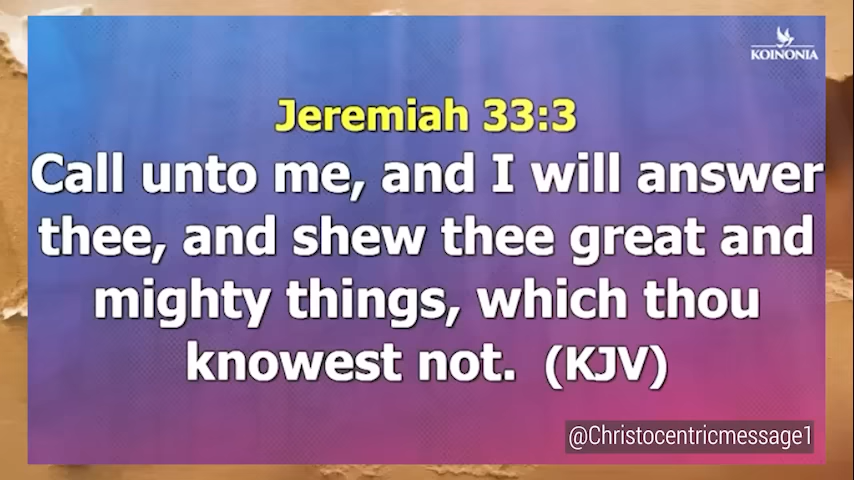 KOINONIA
Jeremiah 33:3
Call unto me, and I will answer
thee, and shew thee great and
mighty things, which thou
knowest not. (KJV)
@Christocentricmessage1